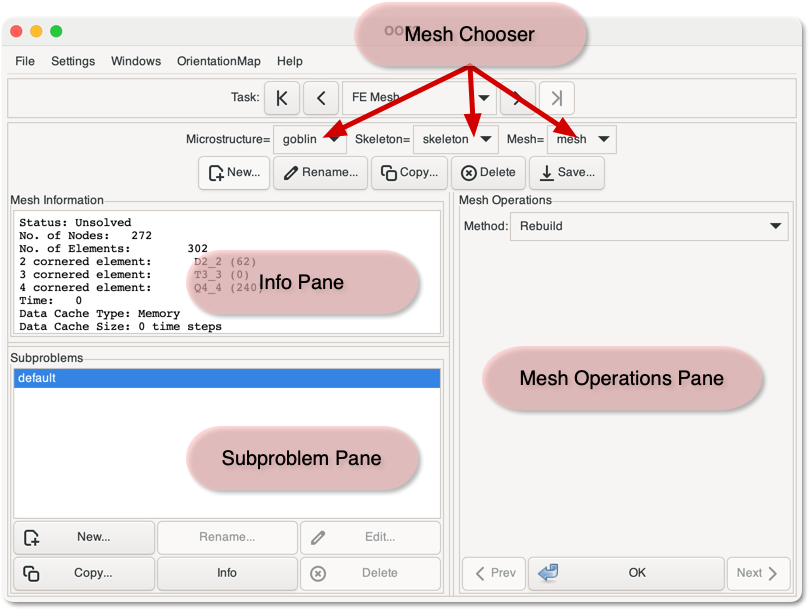 Mesh Chooser
File Settings Windows OrientationMap Help
Task: FE Mesh
Microstructure= goblin Skeleton= skeleton Mesh= mesh
New... Rename... Copy... Delete Save...
Mesh Information
Status: Unsolved
No. of Nodes: 272
No. of Elements: 302
2 cornered element: D2_2 (62)
3 cornered element: T3_3 (0)
4 cornered element: Q4_4 (240)
Time: 0
Data Cache Type: Memory
Data Cache Size: 0 time steps
Info Pane
Subproblems
default
Subproblem Pane
New... Rename... Edit...
Copy... Info Delete
Mesh Operations
Method: Rebuild
Mesh Operations Pane
Prev OK Next